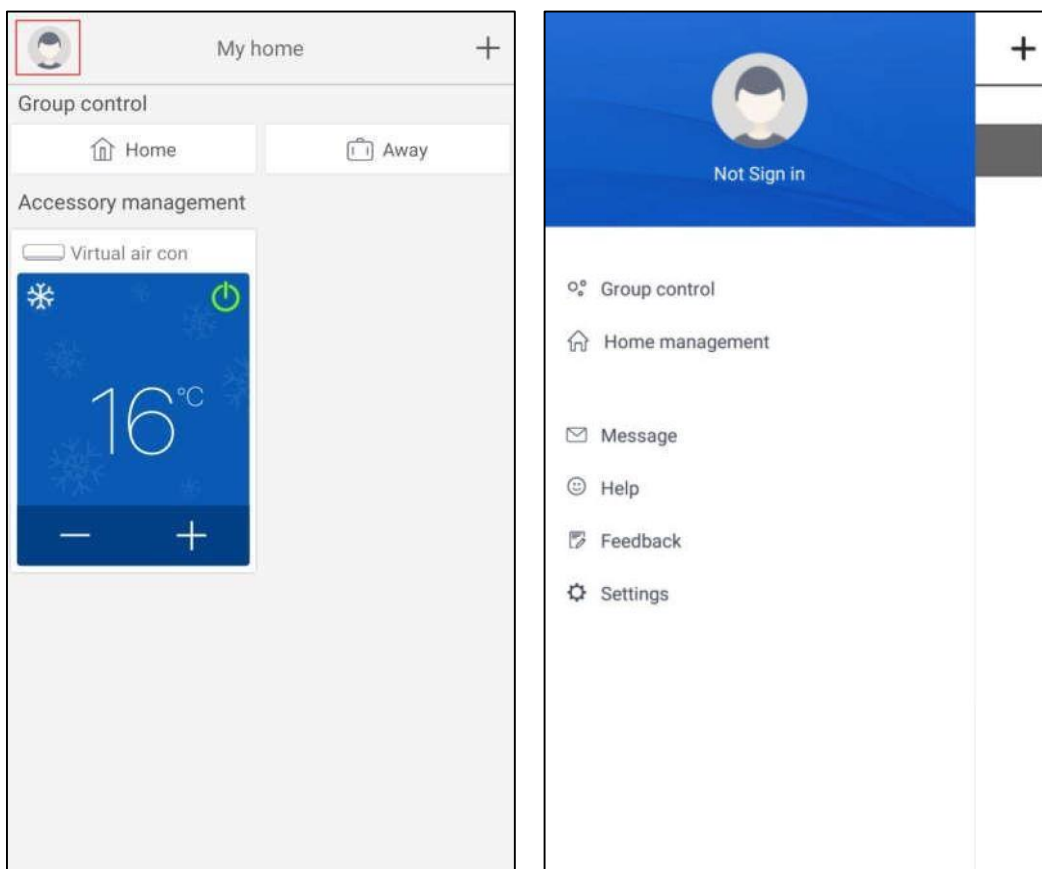 My home
+
Group control
Home
Away
Accessory management
Virtual air con
16°C
— +
+
Not Sign in
Group control
Home management
Message
Help
Feedback
Settings